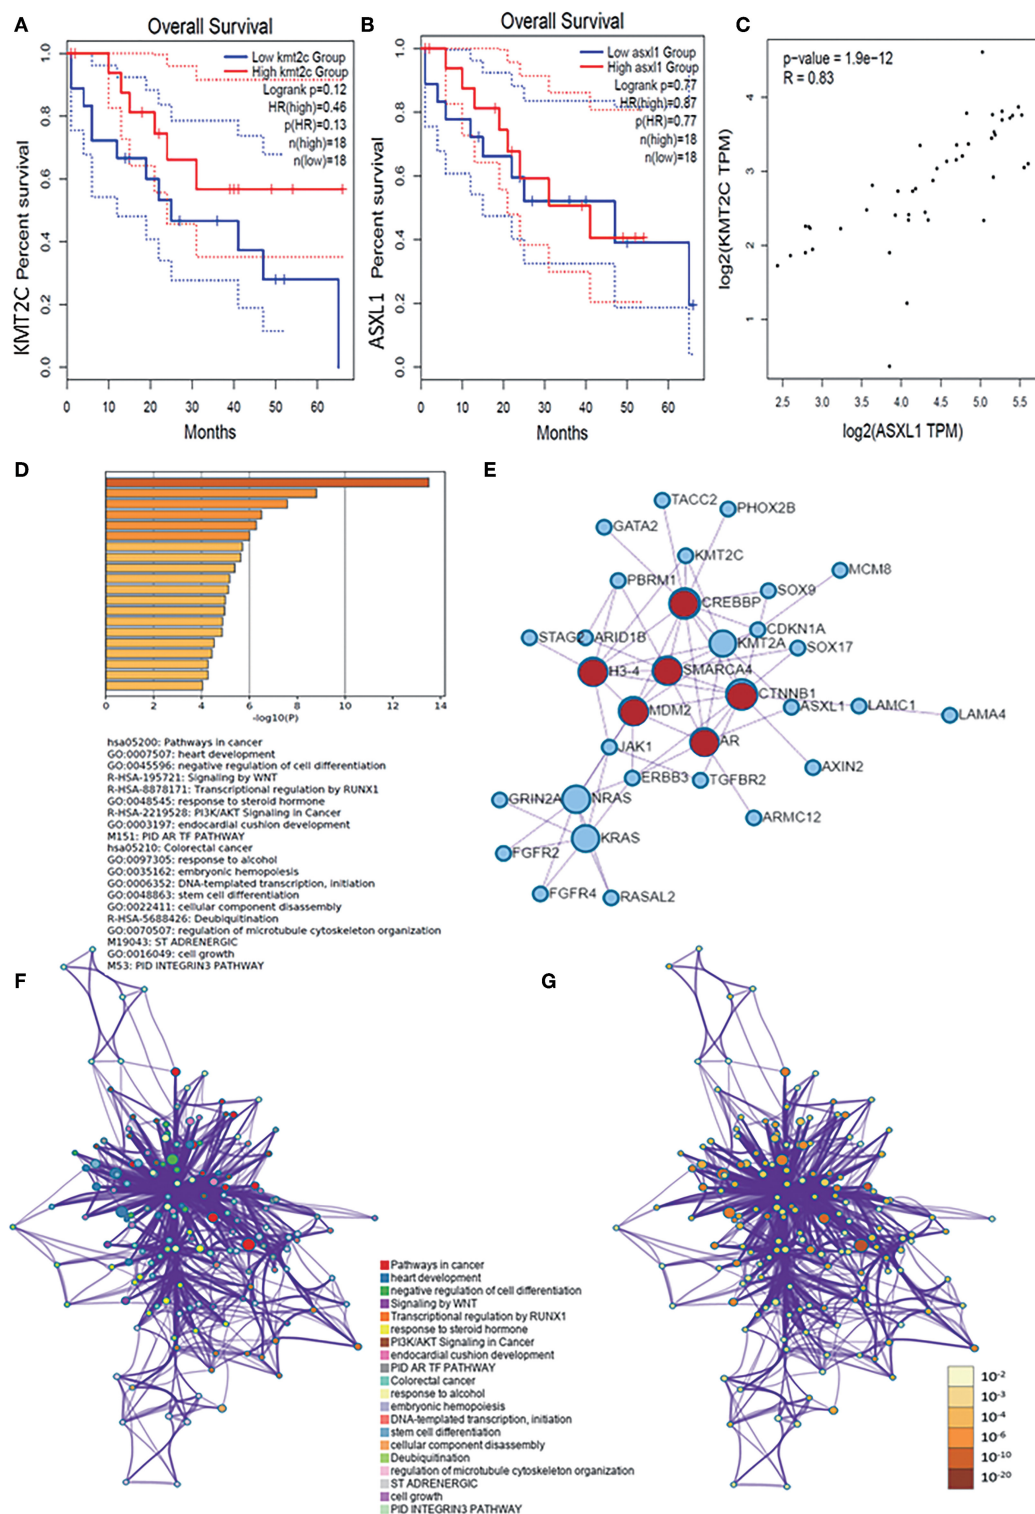 A
Overall Survival
KMT2C Percent survival
1.0
0.8
0.6
0.4
0.2
0.0
Low kmt2c Group
High kmt2c Group
Logrank p=0.12
HR(high)=0.46
p(HR)=0.13
n(high)=18
n(low)=18
0 10 20 30 40 50 60
Months
B
Overall Survival
ASXL1 Percent survival
1.0
0.8
0.6
0.4
0.2
0.0
Low asxl1 Group
High asxl1 Group
Logrank p=0.77
HR(high)=0.87
p(HR)=0.77
n(high)=18
n(low)=18
0 10 20 30 40 50 60
Months
C
p-value = 1.9e-12
R = 0.83
log2(KMT2C TPM)
4
3
2
1
2.5 3.0 3.5 4.0 4.5 5.0 5.5
log2(ASXL1 TPM)
D
0 2 4 6 8 10 12 14
-log10(P)
hsa05200: Pathways in cancer
GO:0007507: heart development
GO:0045596: negative regulation of cell differentiation
R-HSA-195721: Signaling by WNT
R-HSA-8878171: Transcriptional regulation by RUNX1
GO:0048545: response to steroid hormone
R-HSA-2219528: PI3K/AKT Signaling in Cancer
GO:0003197: endocardial cushion development
M151: PID AR TF PATHWAY
hsa05210: Colorectal cancer
GO:0097305: response to alcohol
GO:0035162: embryonic hemopoiesis
GO:0006352: DNA-templated transcription, initiation
GO:0048863: stem cell differentiation
GO:0022411: cellular component disassembly
R-HSA-5688426: Deubiquitination
GO:0070507: regulation of microtubule cytoskeleton organization
M19043: ST ADRENERGIC
GO:0016049: cell growth
M53: PID INTEGRIN3 PATHWAY
E
TACC2
PHOX2B
GATA2
KMT2C
MCM8
PBRM1
SOX9
CREBBP
CDKN1A
STAG2
ARID1B
KMT2A
SOX17
H3-4
SMARCA4
CTNNB1
MDM2
ASXL1
LAMC1
LAMA4
JAK1
AR
AXIN2
ERBB3
TGFBR2
GRIN2A
NRAS
ARMC12
KRAS
FGFR2
FGFR4
RASAL2
F
Pathways in cancer
heart development
negative regulation of cell differentiation
Signaling by WNT
Transcriptional regulation by RUNX1
response to steroid hormone
PI3K/AKT Signaling in Cancer
endocardial cushion development
PID AR TF PATHWAY
Colorectal cancer
response to alcohol
embryonic hemopoiesis
DNA-templated transcription, initiation
stem cell differentiation
cellular component disassembly
Deubiquitination
regulation of microtubule cytoskeleton organization
ST ADRENERGIC
cell growth
PID INTEGRIN3 PATHWAY
G
10-2
10-3
10-4
10-6
10-10
10-20